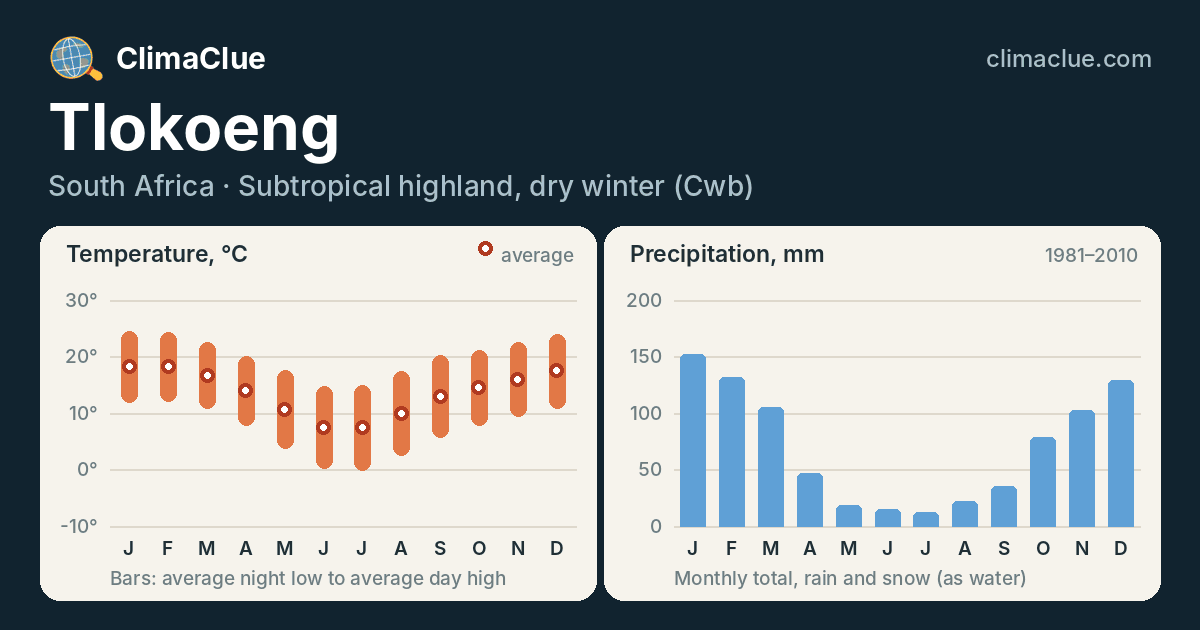 ClimaClue
climaclue.com
Tlokoeng
South Africa · Subtropical highland, dry winter (Cwb)
Temperature, °C
average
30°
20°
10°
0°
-10°
J F M A M J J A S O N D
Bars: average night low to average day high
Precipitation, mm
1981–2010
200
150
100
50
0
J F M A M J J A S O N D
Monthly total, rain and snow (as water)